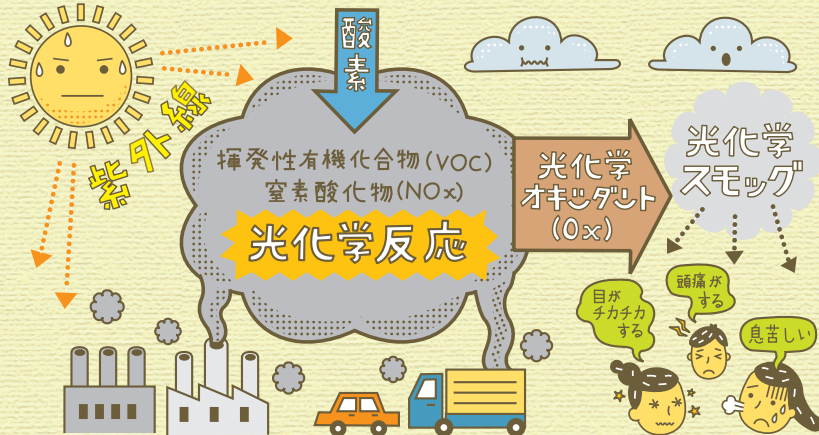 酸素
紫外線
揮発性有機化合物(VOC)
窒素酸化物(NOx)
光化学反応
光化学
オキシダント
(Ox)
光化学
スモッグ
目が
チカチカ
する
頭痛が
する
息苦しい